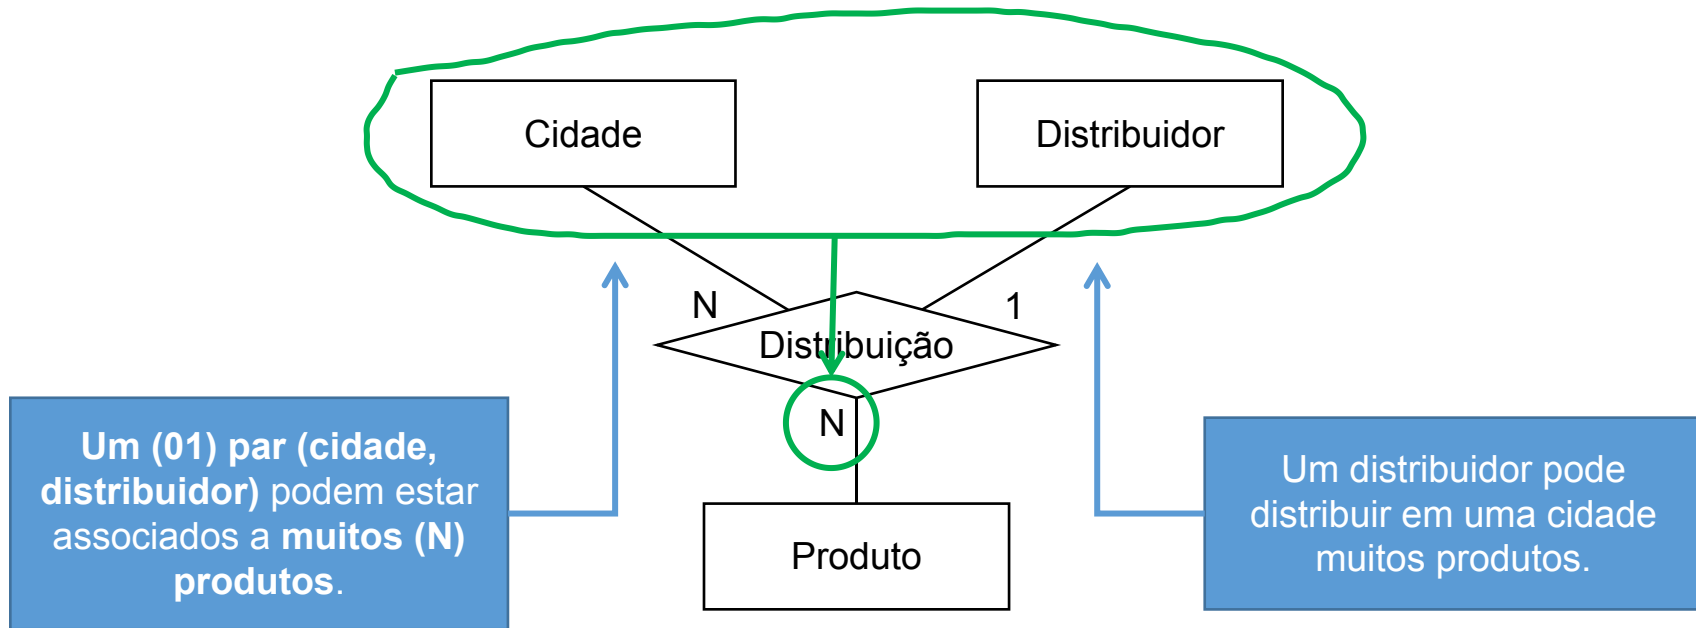 Cidade
Distribuidor
N
1
Distribuição
N
Produto
Um (01) par (cidade,
distribuidor) podem estar
associados a muitos (N)
produtos.
Um distribuidor pode
distribuir em uma cidade
muitos produtos.